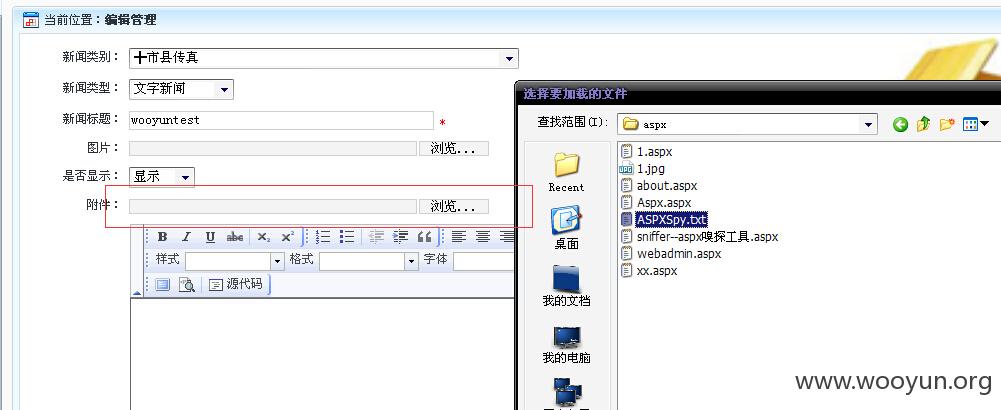 当前位置：编辑管理
新闻类别： 十市县传真
新闻类型： 文字新闻
新闻标题： wooyuntest *
图片： 浏览...
是否显示： 显示
附件： 浏览...
B I U abc x₂ x²
样式 格式 字体
源代码
选择要加载的文件
查找范围(I)： aspx
Recent
桌面
我的文档
我的电脑
1.aspx
1.jpg
about.aspx
Aspx.aspx
ASPXSpy.txt
sniffer--aspx嗅探工具.aspx
webadmin.aspx
xx.aspx
www.wooyun.org